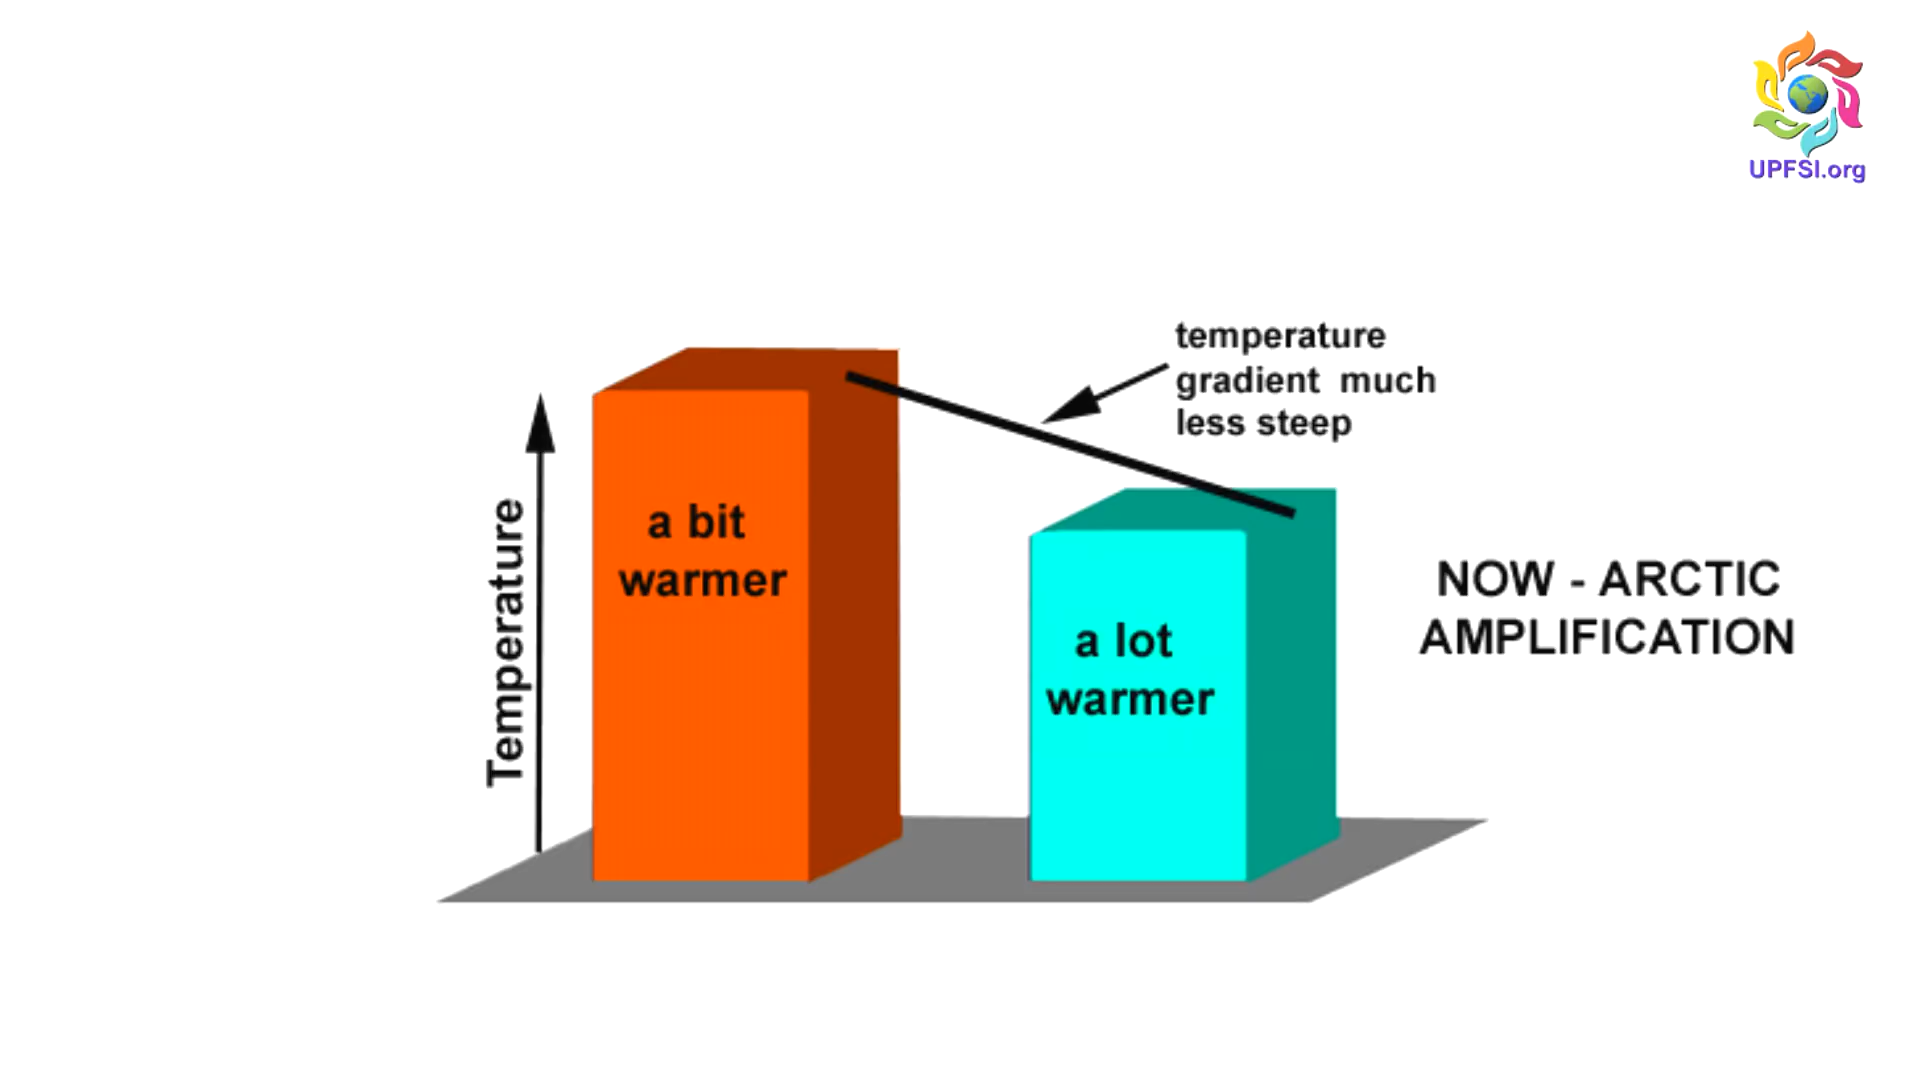 UPFSI.org
temperature
gradient much
less steep
Temperature
a bit
warmer
a lot
warmer
NOW - ARCTIC
AMPLIFICATION